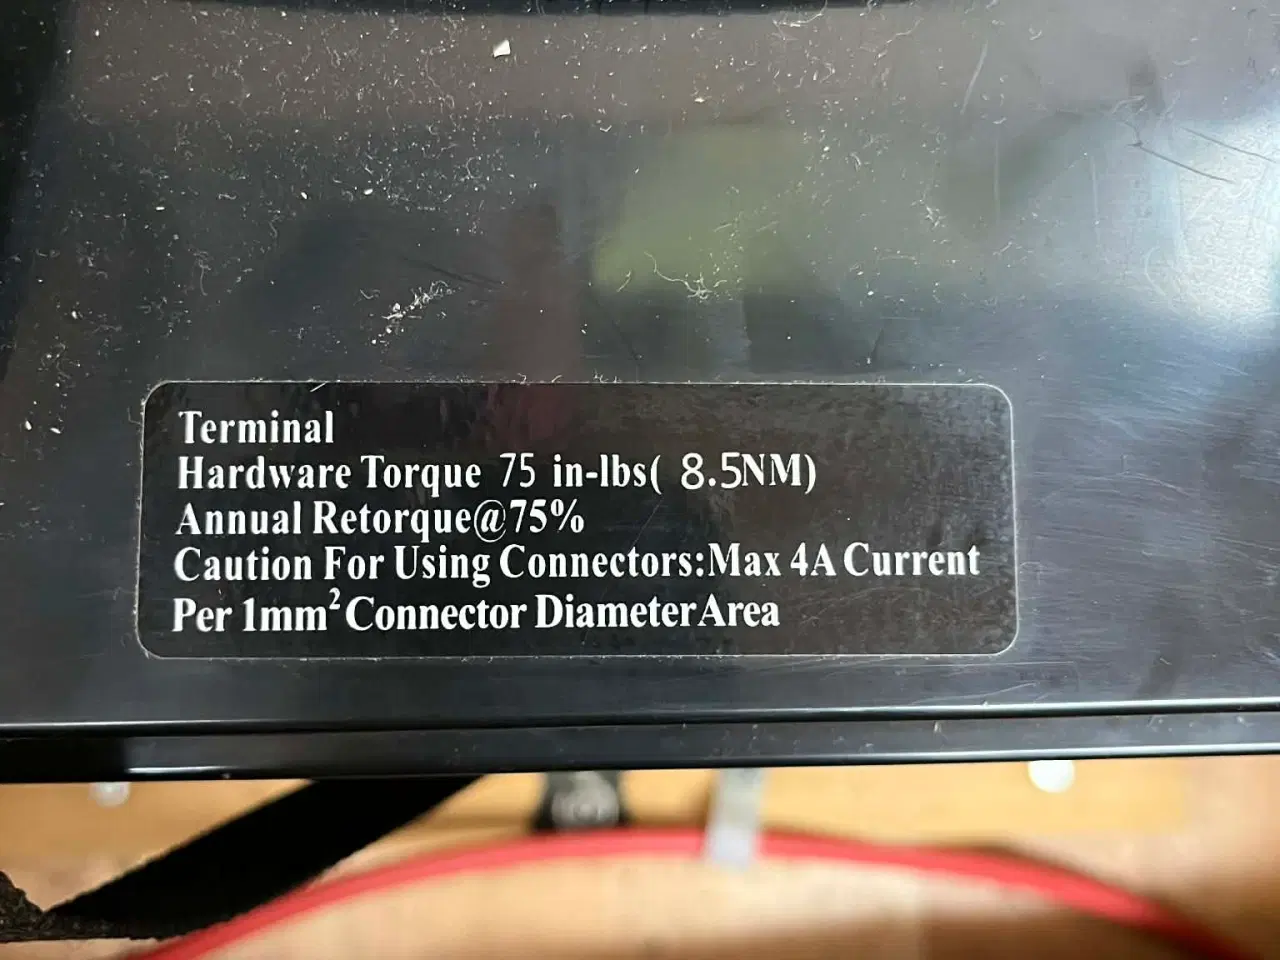 Terminal
Hardware Torque 75 in-lbs( 8.5NM)
Annual Retorque@75%
Caution For Using Connectors:Max 4A Current
Per 1mm² Connector Diameter Area